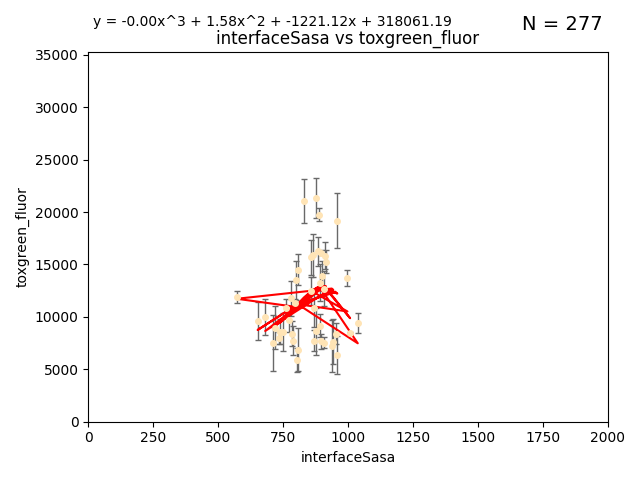 y = -0.00x^3 + 1.58x^2 + -1221.12x + 318061.19
N = 277
interfaceSasa vs toxgreen_fluor
35000
30000
25000
20000
15000
10000
5000
0
toxgreen_fluor
0 250 500 750 1000 1250 1500 1750 2000
interfaceSasa